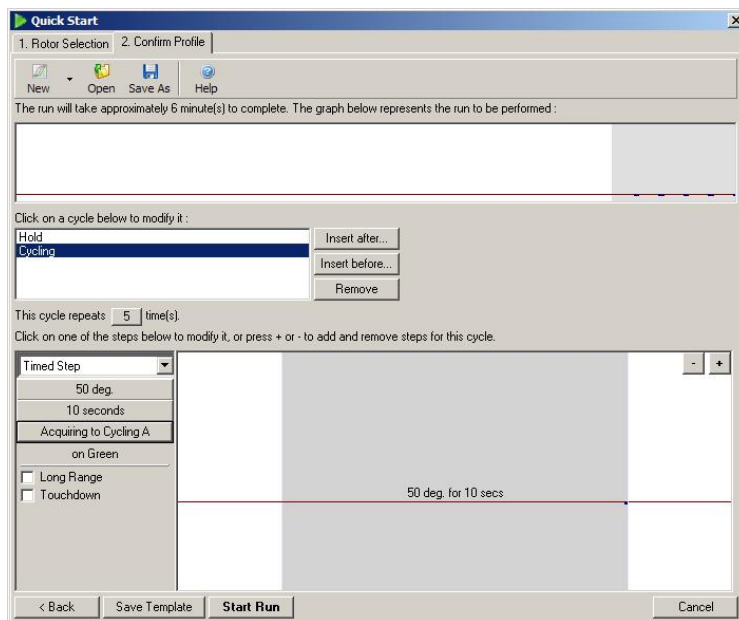 Quick Start
1. Rotor Selection 2. Confirm Profile
New Open Save As Help
The run will take approximately 6 minute(s) to complete. The graph below represents the run to be performed :
Click on a cycle below to modify it :
Hold
Cycling
Insert after...
Insert before...
Remove
This cycle repeats 5 time(s).
Click on one of the steps below to modify it, or press + or - to add and remove steps for this cycle.
Timed Step
- +
50 deg.
10 seconds
Acquiring to Cycling A
on Green
Long Range
Touchdown
50 deg. for 10 secs
< Back Save Template Start Run Cancel